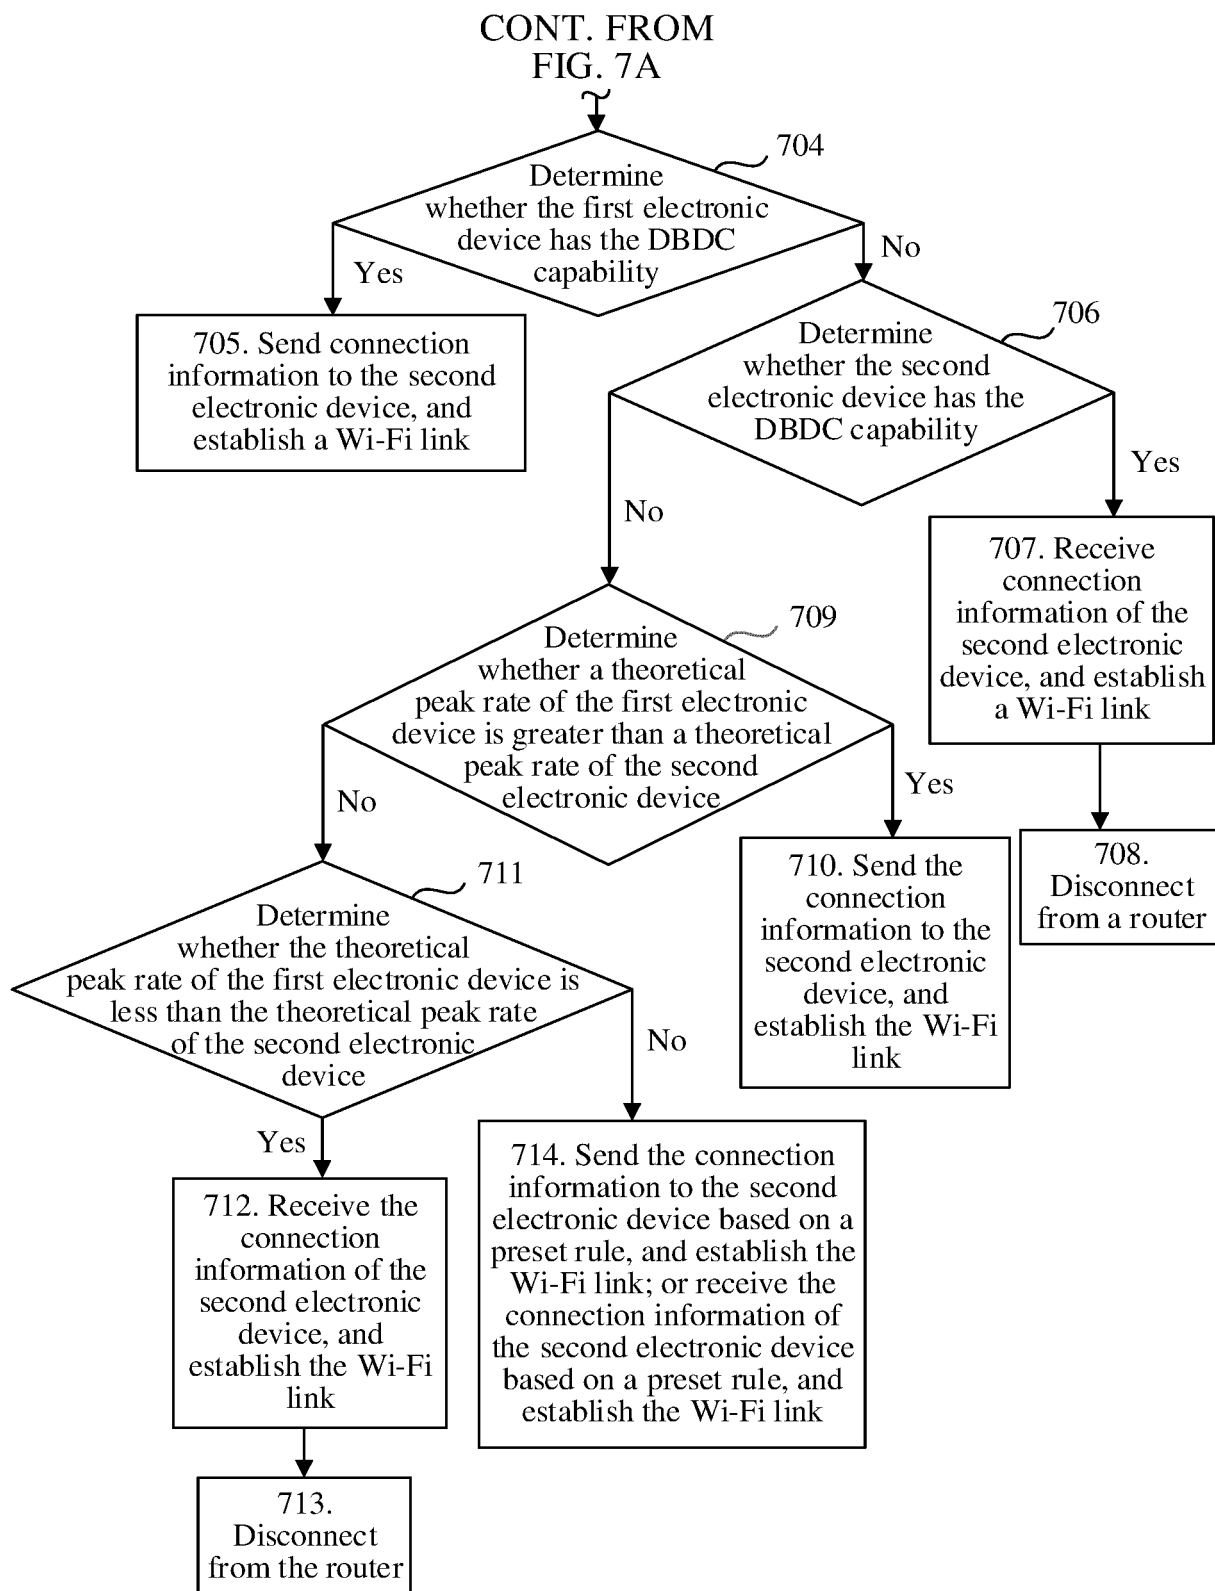 CONT. FROM
FIG. 7A
704
Determine
whether the first electronic
device has the DBDC
capability
Yes
No
705. Send connection
information to the second
electronic device, and
establish a Wi-Fi link
706
Determine
whether the second
electronic device has the
DBDC capability
No
Yes
707. Receive
connection
information of the
second electronic
device, and establish
a Wi-Fi link
708.
Disconnect
from a router
709
Determine
whether a theoretical
peak rate of the first electronic
device is greater than a theoretical
peak rate of the second
electronic device
No
Yes
710. Send the
connection
information to the
second electronic
device, and
establish the Wi-Fi
link
711
Determine
whether the theoretical
peak rate of the first electronic device is
less than the theoretical peak rate
of the second electronic
device
Yes
No
712. Receive the
connection
information of the
second electronic
device, and
establish the Wi-Fi
link
713.
Disconnect
from the router
714. Send the connection
information to the second
electronic device based on a
preset rule, and establish the
Wi-Fi link; or receive the
connection information of
the second electronic device
based on a preset rule, and
establish the Wi-Fi link